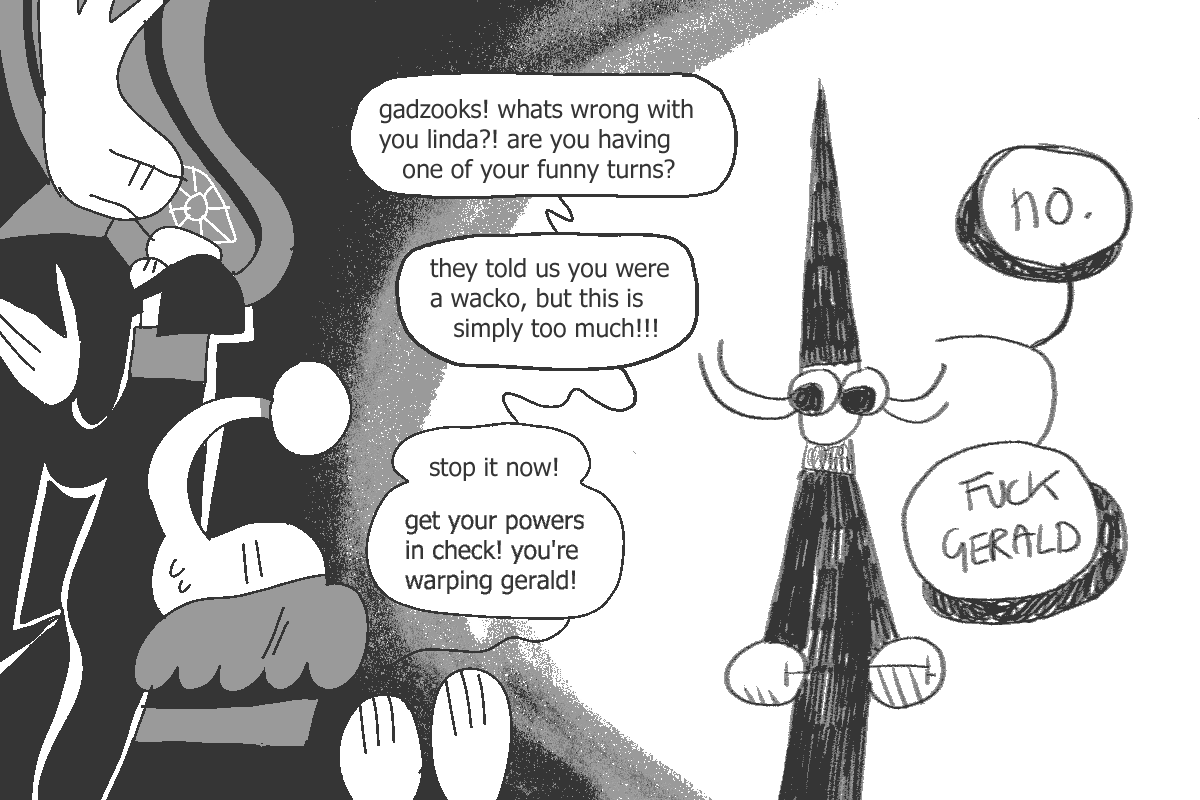 gadzooks! whats wrong with
you linda?! are you having
one of your funny turns?
they told us you were
a wacko, but this is
simply too much!!!
stop it now!
get your powers
in check! you're
warping gerald!
no.
FUCK
GERALD